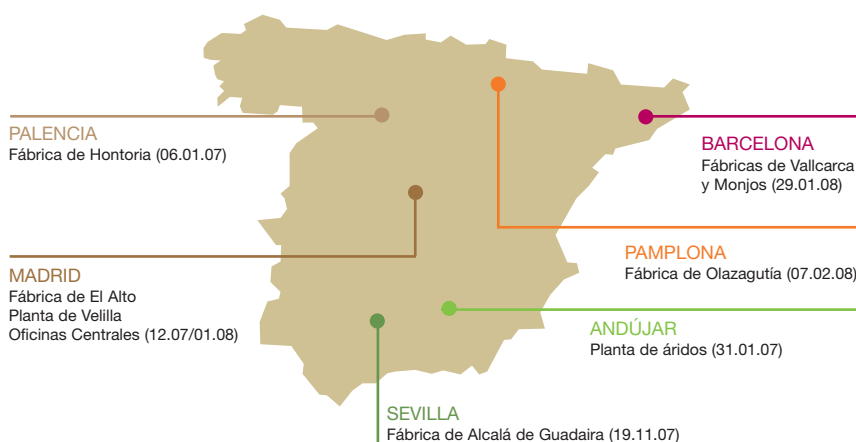 PALENCIA
Fábrica de Hontoria (06.01.07)
BARCELONA
Fábricas de Vallcarca
y Monjos (29.01.08)
PAMPLONA
Fábrica de Olazagutía (07.02.08)
MADRID
Fábrica de El Alto
Planta de Velilla
Oficinas Centrales (12.07/01.08)
ANDÚJAR
Planta de áridos (31.01.07)
SEVILLA
Fábrica de Alcalá de Guadaira (19.11.07)